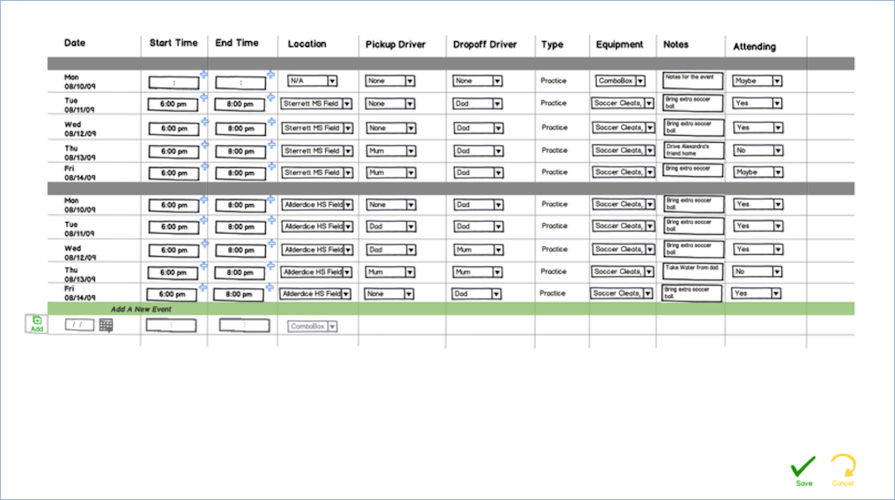 Date Start Time End Time Location Pickup Driver Dropoff Driver Type Equipment Notes Attending
Mon
08/10/09 : : N/A None None Practice ComboBox Notes for the event Maybe
Tue
08/11/09 6:00 pm 8:00 pm Sterrett MS Field None Dad Practice Soccer Cleats, Bring extra soccer ball. Yes
Wed
08/12/09 6:00 pm 8:00 pm Sterrett MS Field None Dad Practice Soccer Cleats, Bring extra soccer ball. Yes
Thu
08/13/09 6:00 pm 8:00 pm Sterrett MS Field Mum Dad Practice Soccer Cleats, Drive Alexandra's friend home No
Fri
08/14/09 6:00 pm 8:00 pm Sterrett MS Field Mum Dad Practice Soccer Cleats, Bring extra soccer Maybe
Mon
08/10/09 6:00 pm 8:00 pm Allderdice HS Field None Dad Practice Soccer Cleats, Bring extra soccer ball. Yes
Tue
08/11/09 6:00 pm 8:00 pm Allderdice HS Field Dad Dad Practice Soccer Cleats, Bring extra soccer ball. Yes
Wed
08/12/09 6:00 pm 8:00 pm Allderdice HS Field Dad Mum Practice Soccer Cleats, Bring extra soccer ball. Yes
Thu
08/13/09 6:00 pm 8:00 pm Allderdice HS Field Mum Mum Practice Soccer Cleats, Take Water from dad No
Fri
08/14/09 6:00 pm 8:00 pm Allderdice HS Field None Dad Practice Soccer Cleats, Bring extra soccer ball. Yes
Add A New Event
Add / / : : ComboBox
Save Cancel